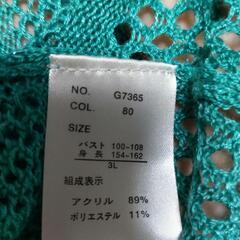 NO. G7365
COL. 80
SIZE
バスト 100-108
身長 154-162
3L
組成表示
アクリル 89%
ポリエステル 11%